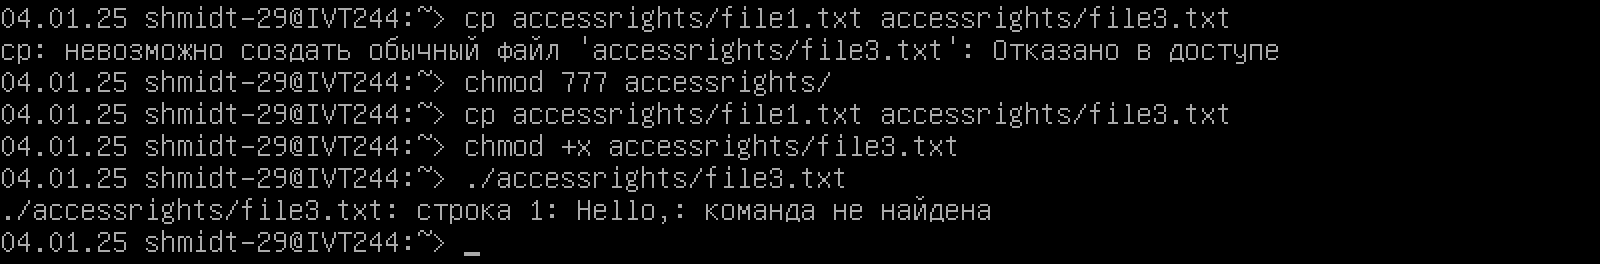 04.01.25 shmidt-29@IVT244:~> cp accessrights/file1.txt accessrights/file3.txt
cp: невозможно создать обычный файл 'accessrights/file3.txt': Отказано в доступе
04.01.25 shmidt-29@IVT244:~> chmod 777 accessrights/
04.01.25 shmidt-29@IVT244:~> cp accessrights/file1.txt accessrights/file3.txt
04.01.25 shmidt-29@IVT244:~> chmod +x accessrights/file3.txt
04.01.25 shmidt-29@IVT244:~> ./accessrights/file3.txt
./accessrights/file3.txt: строка 1: Hello,: команда не найдена
04.01.25 shmidt-29@IVT244:~> _